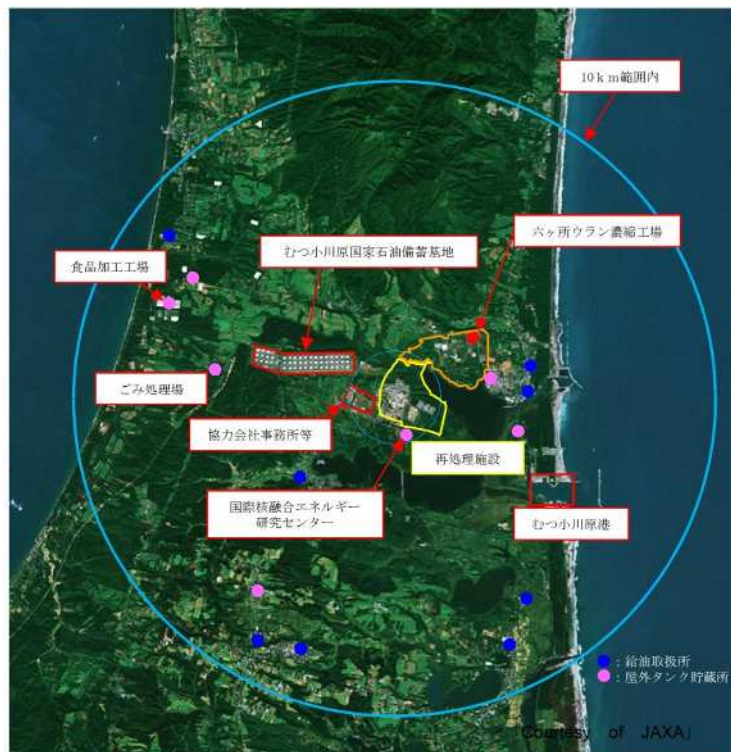 10ｋｍ範囲内
六ヶ所ウラン濃縮工場
むつ小川原国家石油備蓄基地
食品加工工場
ごみ処理場
協力会社事務所等
再処理施設
国際核融合エネルギー
研究センター
むつ小川原港
：給油取扱所
：屋外タンク貯蔵所
Courtesy of JAXA」